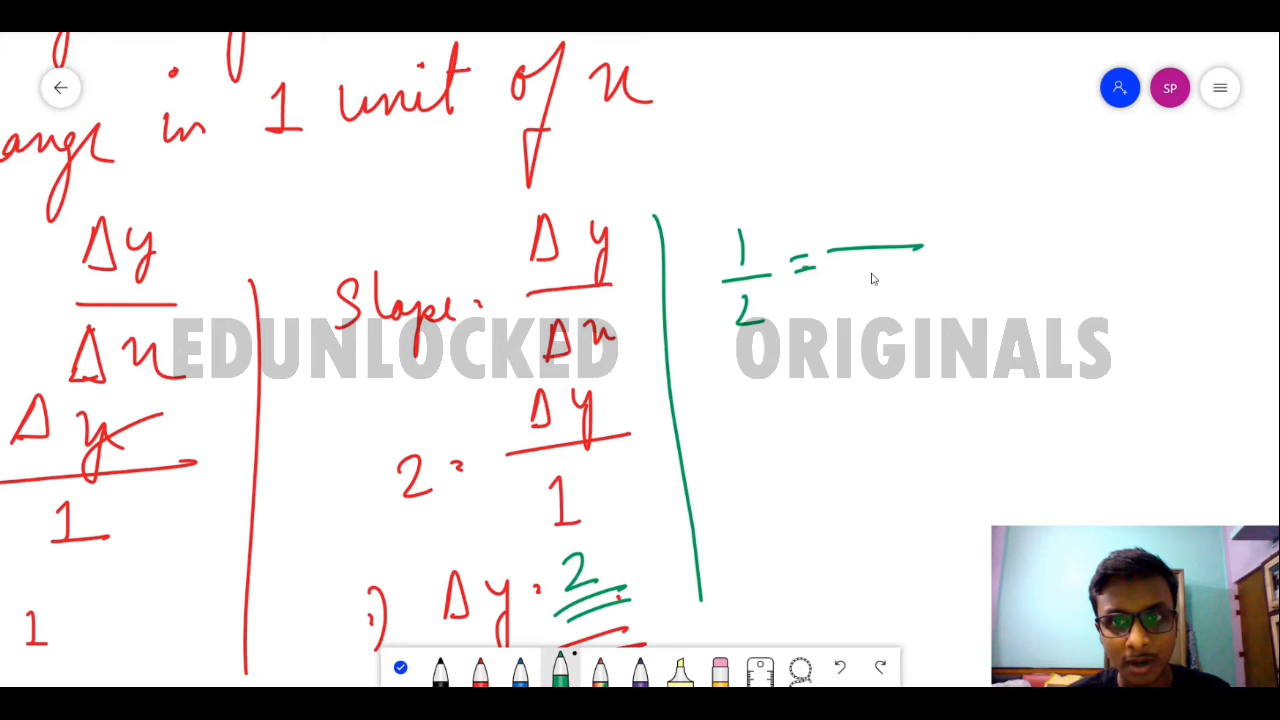 ange in 1 unit of x
Δy
Δx
Δy
1
1
Slope = Δy
Δx
2 = Δy
1
∴) Δy = 2
1
2 =
EDUNLOCKED ORIGINALS
SP